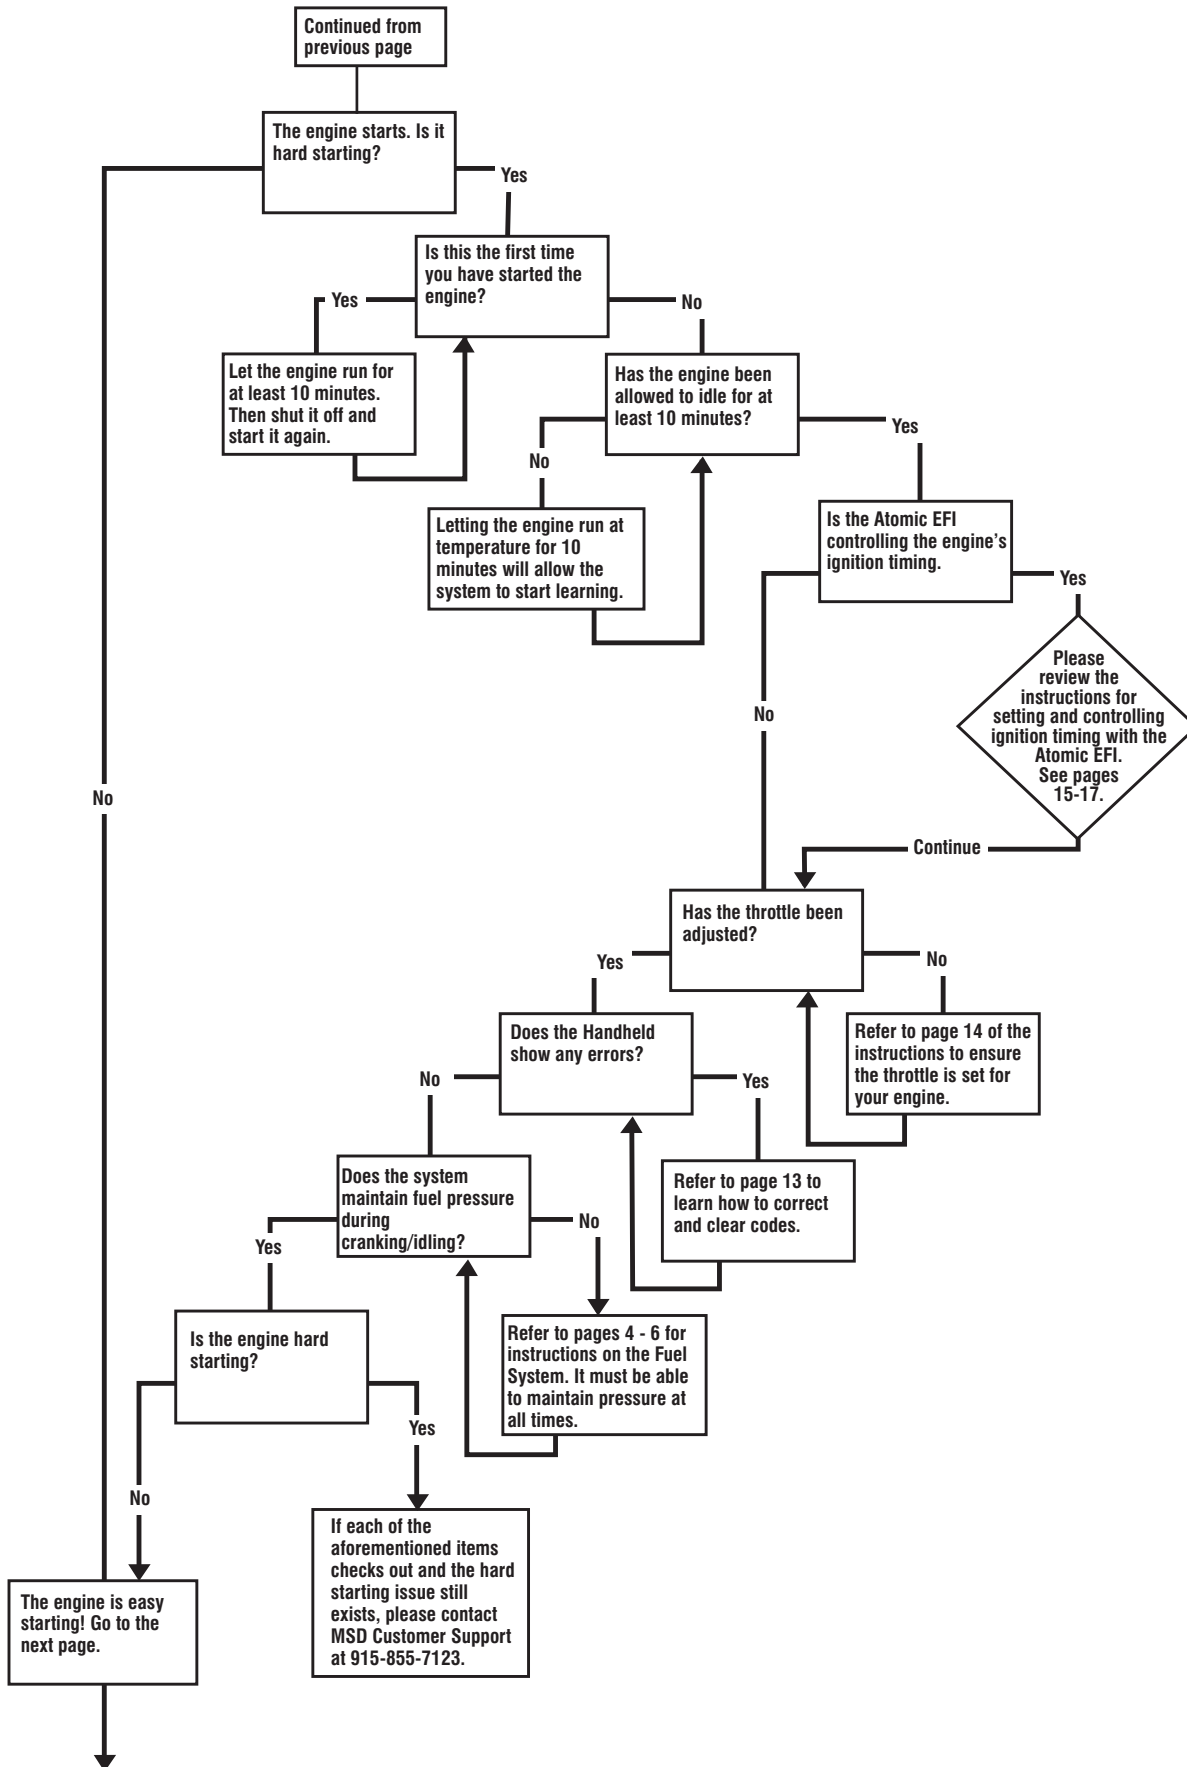 Continued from
previous page
The engine starts. Is it
hard starting?
Yes
Is this the first time
you have started the
engine?
Yes
No
Let the engine run for
at least 10 minutes.
Then shut it off and
start it again.
Has the engine been
allowed to idle for at
least 10 minutes?
Yes
No
Letting the engine run at
temperature for 10
minutes will allow the
system to start learning.
Is the Atomic EFI
controlling the engine's
ignition timing.
Yes
Please
review the
instructions for
setting and controlling
ignition timing with the
Atomic EFI.
See pages
15-17.
No
No
Continue
Has the throttle been
adjusted?
Yes
No
Refer to page 14 of the
instructions to ensure
the throttle is set for
your engine.
Does the Handheld
show any errors?
No
Yes
Refer to page 13 to
learn how to correct
and clear codes.
Does the system
maintain fuel pressure
during
cranking/idling?
Yes
No
Refer to pages 4 - 6 for
instructions on the Fuel
System. It must be able
to maintain pressure at
all times.
Is the engine hard
starting?
Yes
No
If each of the
aforementioned items
checks out and the hard
starting issue still
exists, please contact
MSD Customer Support
at 915-855-7123.
The engine is easy
starting! Go to the
next page.